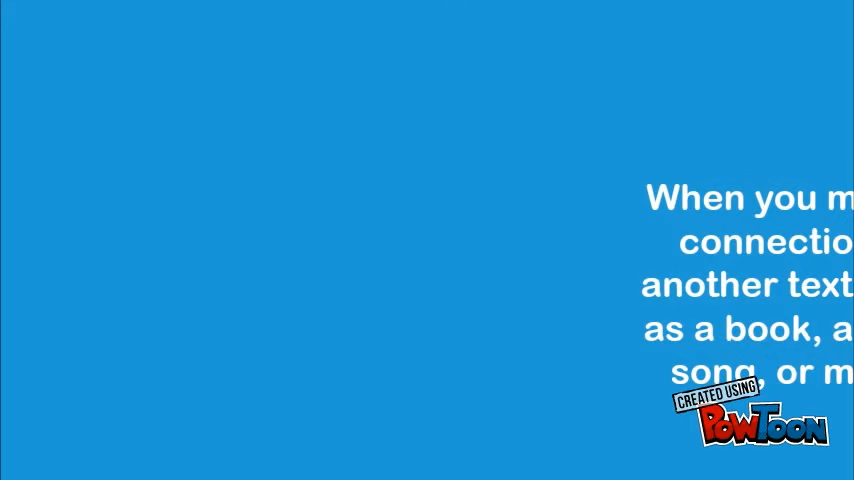 When you m
connectio
another text
as a book, a
song, or m
CREATED USING
POWTOON